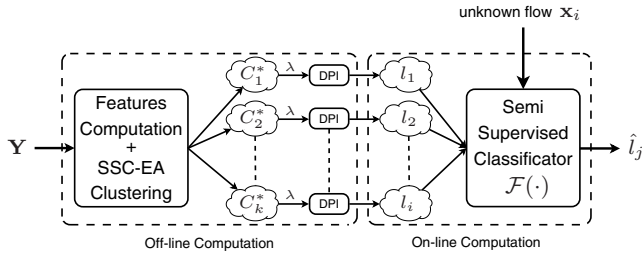 unknown flow x_i
Y
Features
Computation
+
SSC-EA
Clustering
C_1^* λ DPI l_1
C_2^* λ DPI l_2
C_k^* λ DPI l_i
Semi
Supervised
Classificator
F(·)
l̂_j
Off-line Computation
On-line Computation